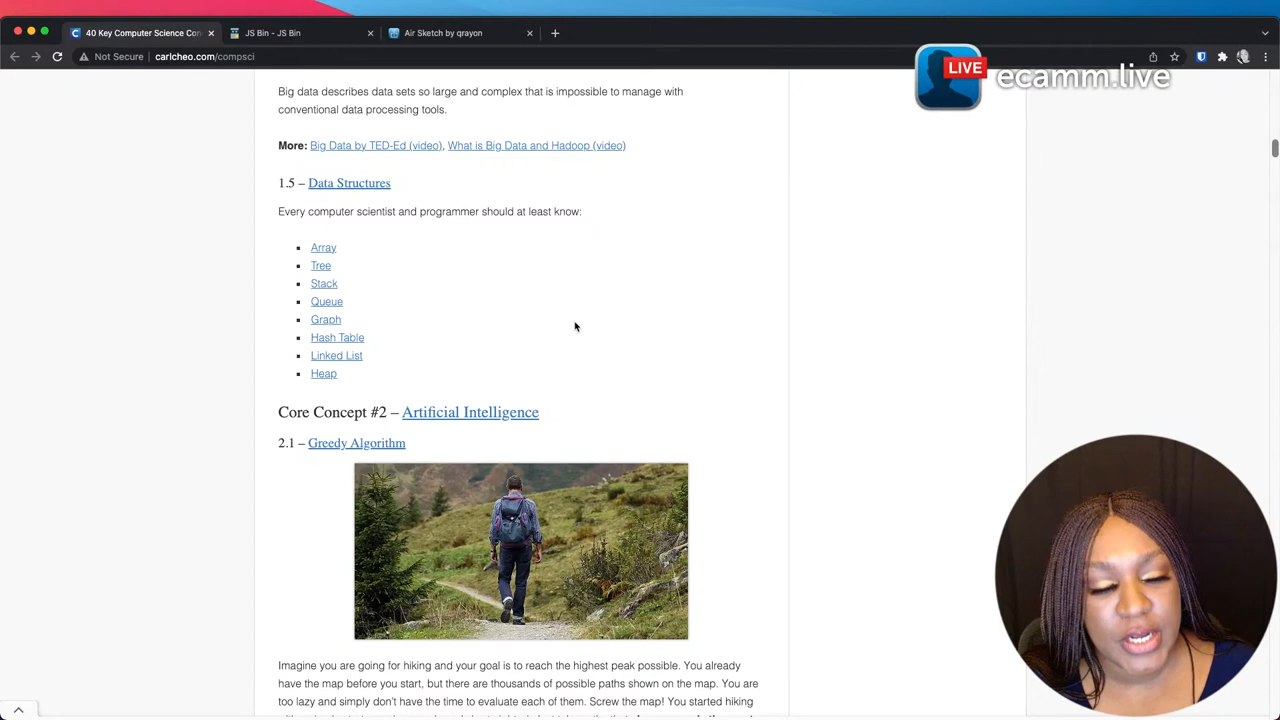 40 Key Computer Science Con
JS Bin - JS Bin
Air Sketch by qrayon
Not Secure
carlcheo.com/compsci
LIVE
ecamm.live
Big data describes data sets so large and complex that is impossible to manage with
conventional data processing tools.
More: Big Data by TED-Ed (video), What is Big Data and Hadoop (video)
1.5 – Data Structures
Every computer scientist and programmer should at least know:
Array
Tree
Stack
Queue
Graph
Hash Table
Linked List
Heap
Core Concept #2 – Artificial Intelligence
2.1 – Greedy Algorithm
Imagine you are going for hiking and your goal is to reach the highest peak possible. You already
have the map before you start, but there are thousands of possible paths shown on the map. You are
too lazy and simply don't have the time to evaluate each of them. Screw the map! You started hiking